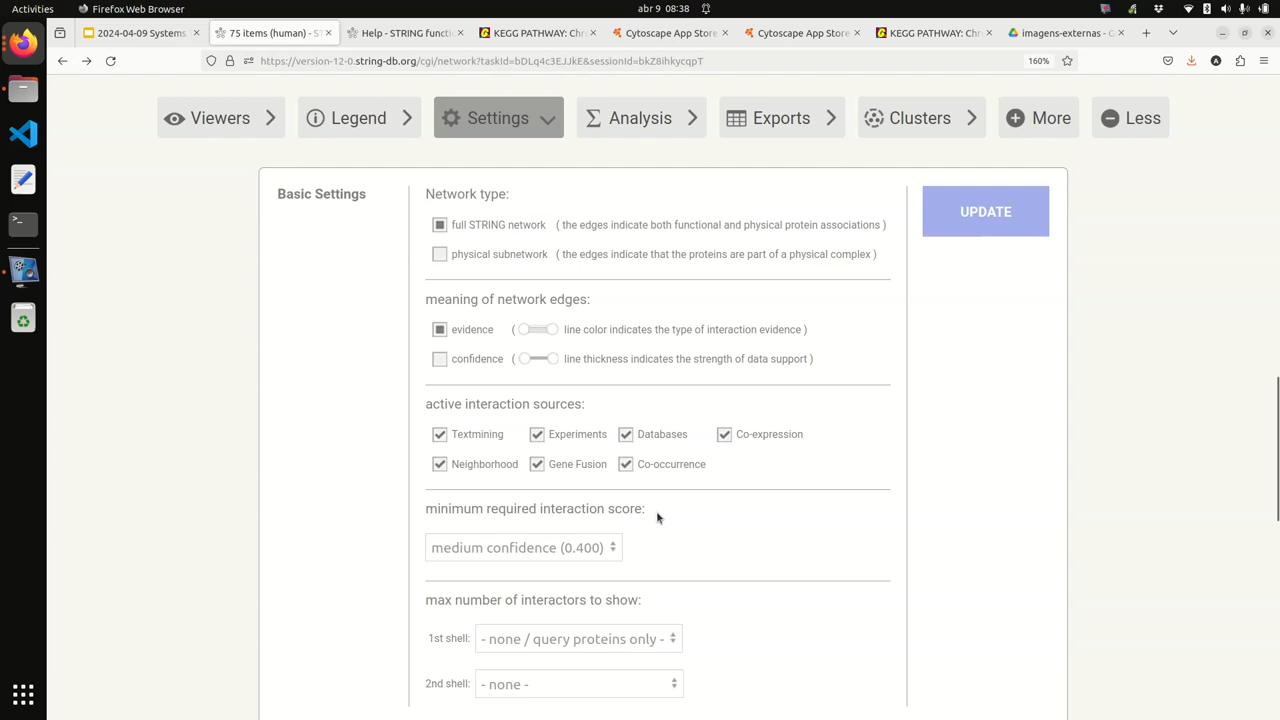 Activities
Firefox Web Browser
abr 9 08:38
2024-04-09 Systems
75 items (human) - ST
Help - STRING functi
KEGG PATHWAY: Chr
Cytoscape App Store
Cytoscape App Store
KEGG PATHWAY: Chr
imagens-externas - G
https://version-12-0.string-db.org/cgi/network?taskId=bDLq4c3EJJkE&sessionId=bkZ8ihkycqpT
160%
Viewers
Legend
Settings
Analysis
Exports
Clusters
More
Less
Basic Settings
Network type:
full STRING network ( the edges indicate both functional and physical protein associations )
physical subnetwork ( the edges indicate that the proteins are part of a physical complex )
UPDATE
meaning of network edges:
evidence ( line color indicates the type of interaction evidence )
confidence ( line thickness indicates the strength of data support )
active interaction sources:
Textmining Experiments Databases Co-expression
Neighborhood Gene Fusion Co-occurrence
minimum required interaction score:
medium confidence (0.400)
max number of interactors to show:
1st shell: - none / query proteins only -
2nd shell: - none -